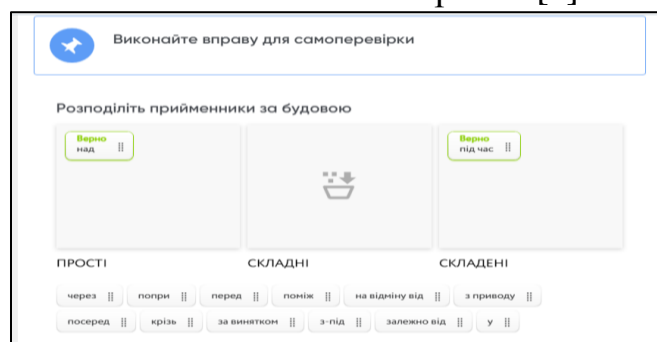 Виконайте вправу для самоперевірки
Розподіліть прийменники за будовою
Верно
над
Верно
під час
ПРОСТІ СКЛАДНІ СКЛАДЕНІ
через попри перед поміж на відміну від з приводу
посеред крізь за винятком з-під залежно від у